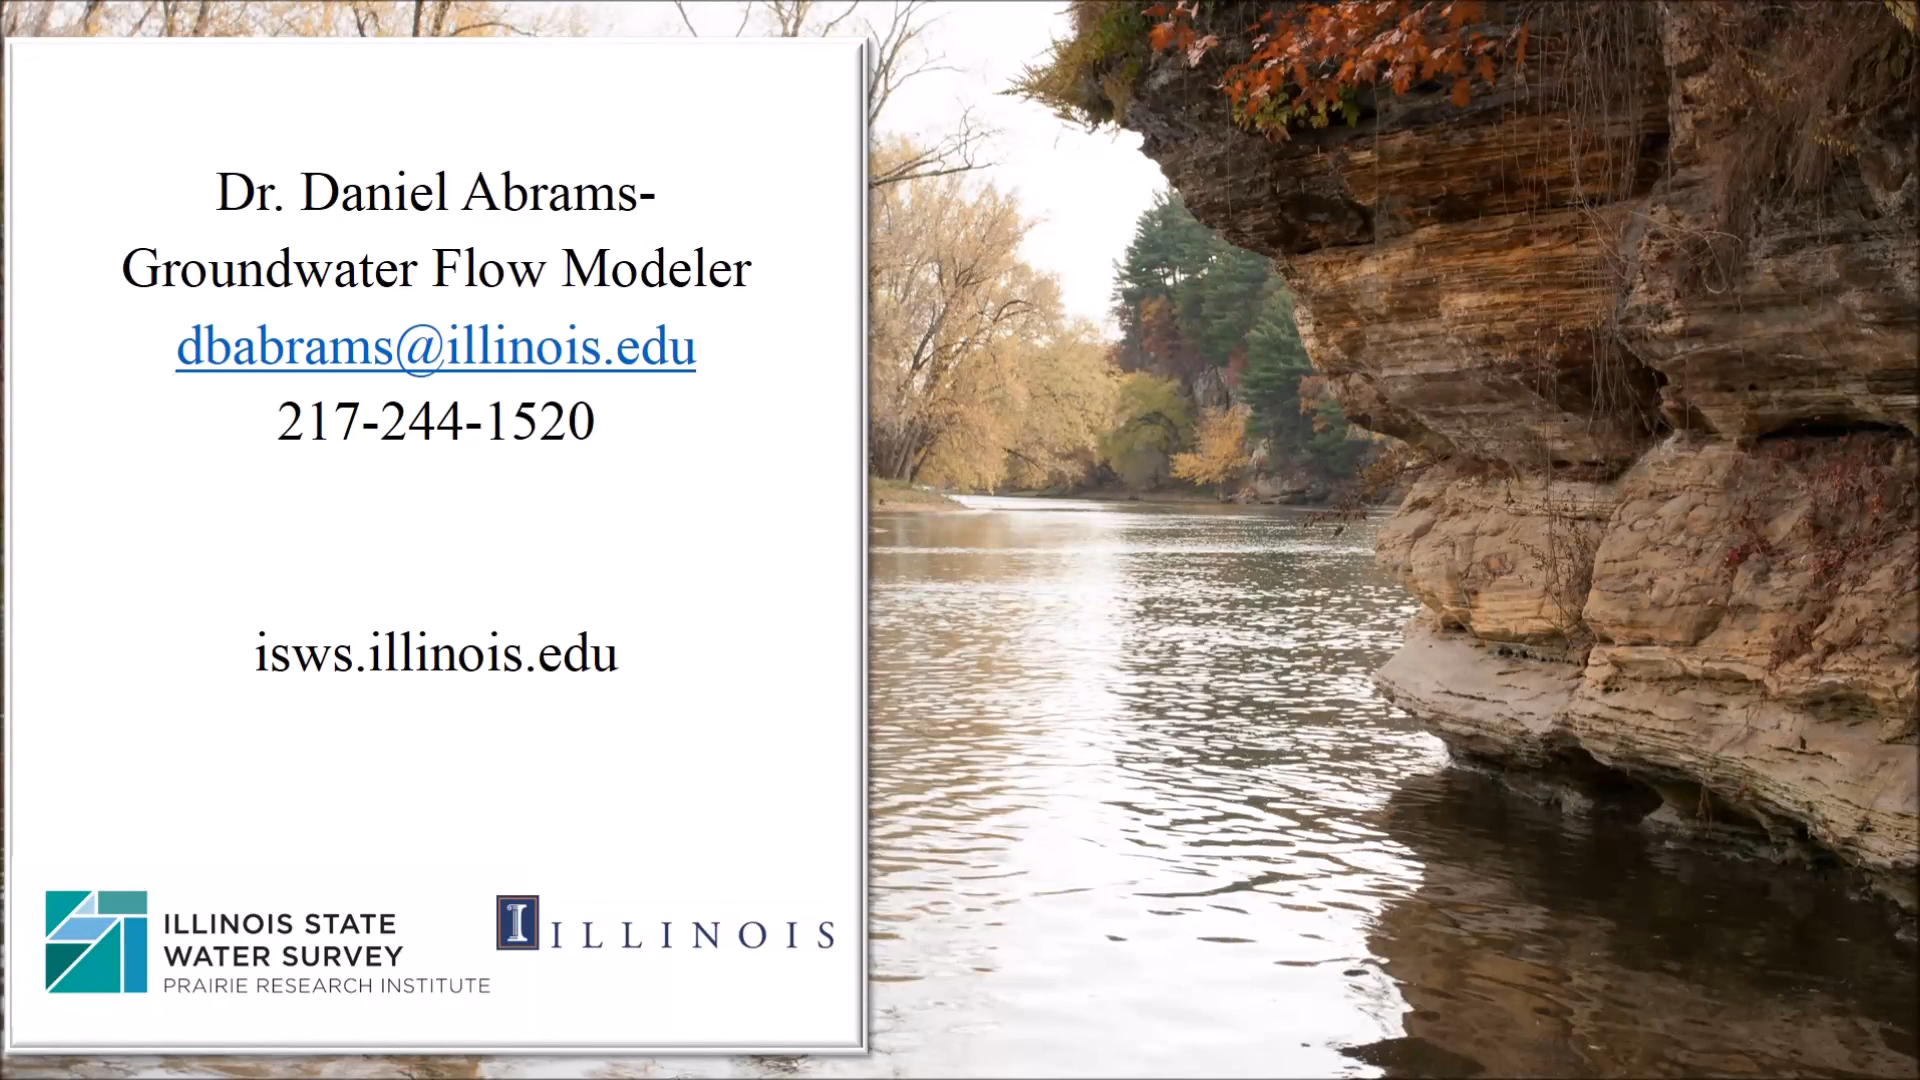 Dr. Daniel Abrams-
Groundwater Flow Modeler
dbabrams@illinois.edu
217-244-1520
isws.illinois.edu
ILLINOIS STATE
WATER SURVEY
PRAIRIE RESEARCH INSTITUTE
I ILLINOIS